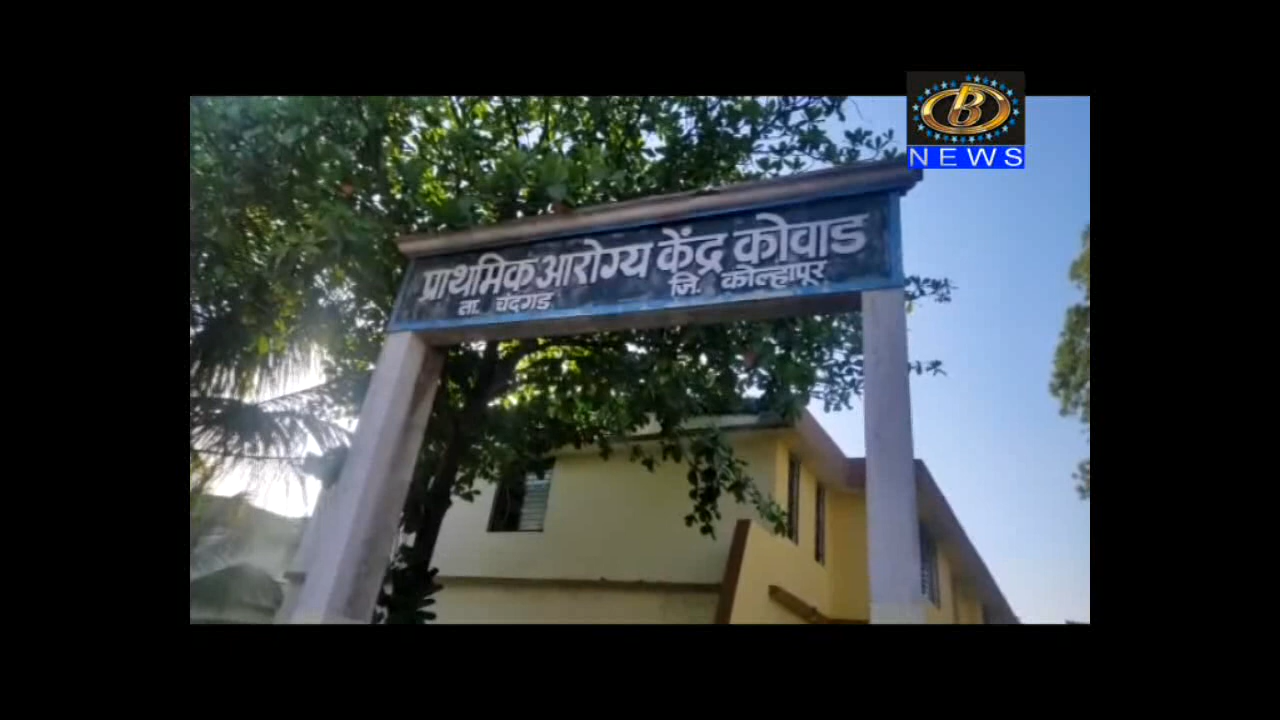 B
NEWS
प्राथमिक आरोग्य केंद्र कोवाड
ता. चंदगड जि. कोल्हापूर